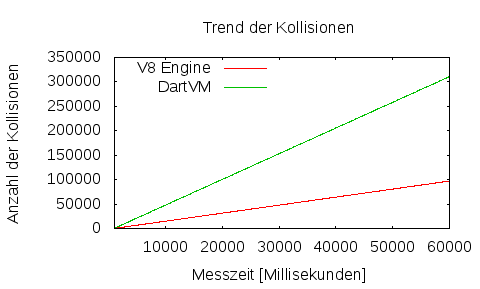 Trend der Kollisionen
Anzahl der Kollisionen
350000
300000
250000
200000
150000
100000
50000
0
V8 Engine
DartVM
10000 20000 30000 40000 50000 60000
Messzeit [Millisekunden]